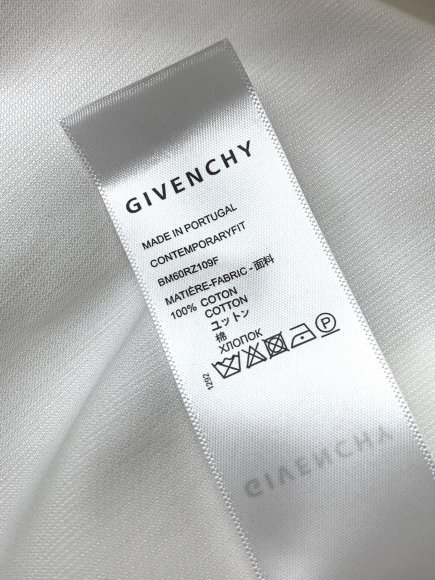 GIVENCHY
MADE IN PORTUGAL
CONTEMPORARYFIT
BM60RZ109F
MATIÈRE-FABRIC - 面料
100% COTON
COTTON
ユットン
棉
ХЛОПОК
1292
GIVENCHY